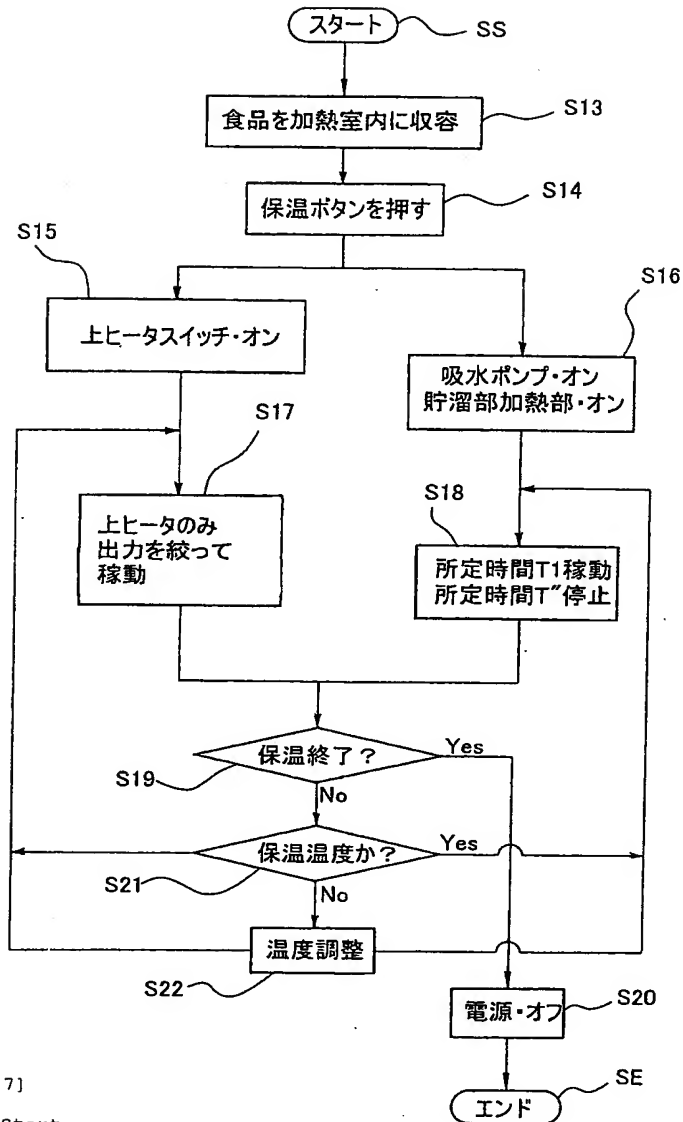 スタート
SS
食品を加熱室内に収容
S13
保温ボタンを押す
S14
S15
上ヒータスイッチ・オン
S16
吸水ポンプ・オン
貯溜部加熱部・オン
S17
上ヒータのみ
出力を絞って
稼動
S18
所定時間T1稼動
所定時間T"停止
保温終了？
Yes
S19
No
保温温度か？
Yes
S21
No
温度調整
S22
電源・オフ
S20
エンド
SE
7]